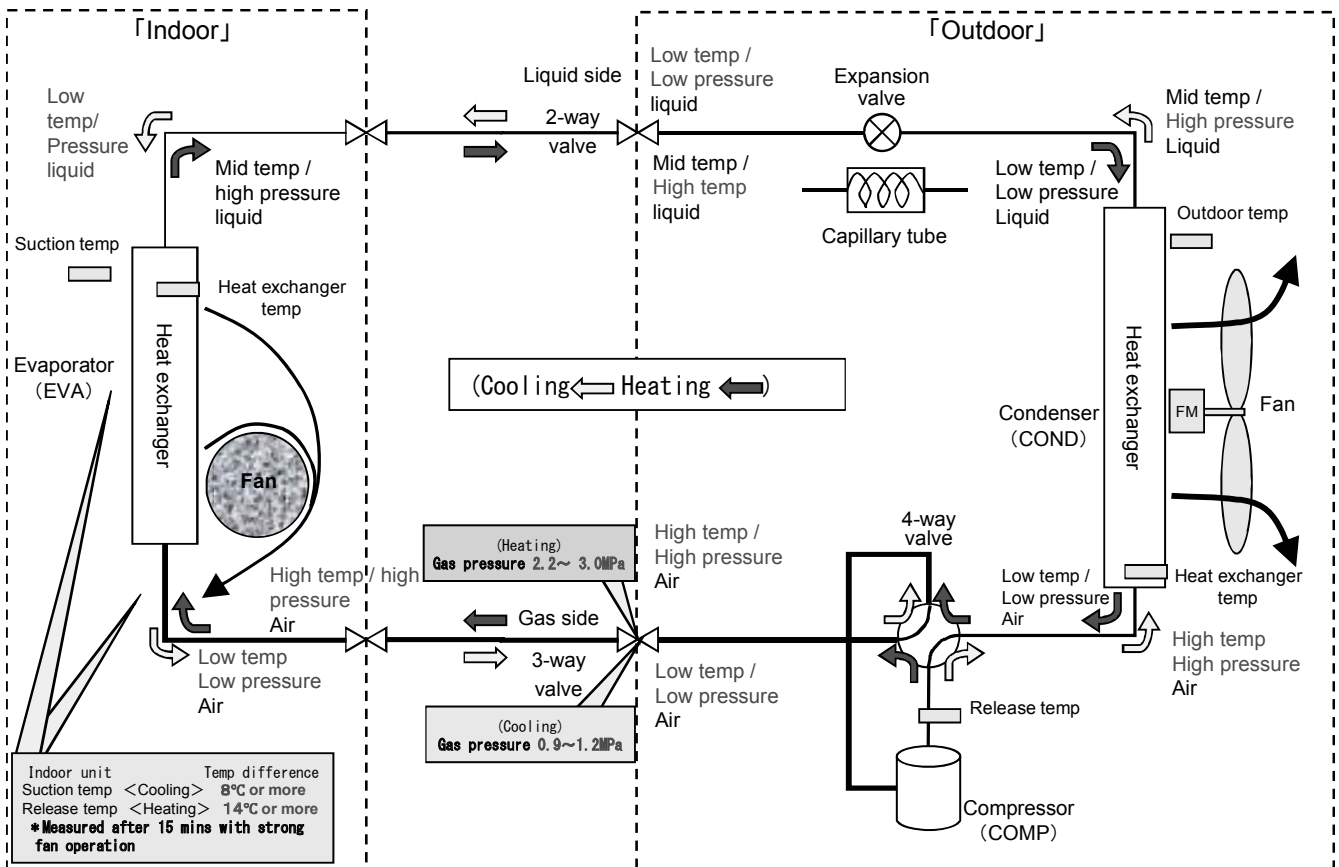 「Indoor」
「Outdoor」
Low
temp/
Pressure
liquid
Mid temp /
high pressure
liquid
Liquid side
2-way
valve
Low temp /
Low pressure
liquid
Mid temp /
High temp
liquid
Expansion
valve
Capillary tube
Mid temp /
High pressure
Liquid
Low temp /
Low pressure
Liquid
Outdoor temp
Suction temp
Heat exchanger
temp
Heat exchanger
Evaporator
(EVA)
Fan
(Cooling Heating )
Condenser
(COND)
Heat exchanger
FM
Fan
(Heating)
Gas pressure 2.2～ 3.0MPa
High temp /
High pressure
Air
4-way
valve
High temp / high
pressure
Air
Gas side
3-way
valve
Low temp /
Low pressure
Air
Heat exchanger
temp
Low temp
Low pressure
Air
Low temp /
Low pressure
Air
High temp
High pressure
Air
(Cooling)
Gas pressure 0.9～1.2MPa
Release temp
Compressor
(COMP)
Indoor unit Temp difference
Suction temp ＜Cooling＞ 8℃ or more
Release temp ＜Heating＞ 14℃ or more
*Measured after 15 mins with strong
fan operation